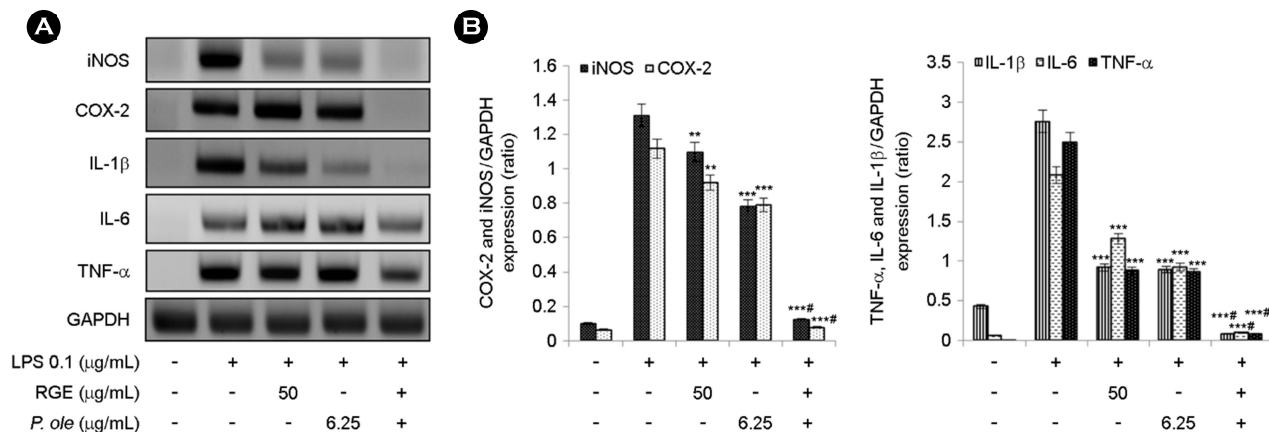 A
iNOS
COX-2
IL-1β
IL-6
TNF-α
GAPDH
LPS 0.1 (μg/mL) - + + + +
RGE (μg/mL) - - 50 - +
P. ole (μg/mL) - - - 6.25 +
B
COX-2 and iNOS/GAPDH
expression (ratio)
iNOS COX-2
1.6
1.4
1.2
1.0
0.8
0.6
0.4
0.2
0
** **
*** ***
***# ***#
- + + + +
- - 50 - +
- - - 6.25 +
TNF-α, IL-6 and IL-1β/GAPDH
expression (ratio)
IL-1β IL-6 TNF-α
3.5
3
2.5
2
1.5
1
0.5
0
*** *** ***
*** *** ***
***# ***# ***#
- + + + +
- - 50 - +
- - - 6.25 +